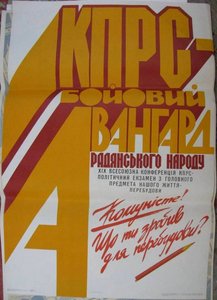 КПРС-
БОЙОВИЙ
АВАНГАРД
РАДЯНСЬКОГО НАРОДУ
XIX ВСЕСОЮЗНА КОНФЕРЕНЦІЯ КПРС-
ПОЛІТИЧНИЙ ЕКЗАМЕН З ГОЛОВНОГО
ПРЕДМЕТА НАШОГО ЖИТТЯ-
ПЕРЕБУДОВИ
Комуністе!
Що ти зробив
для перебудови?